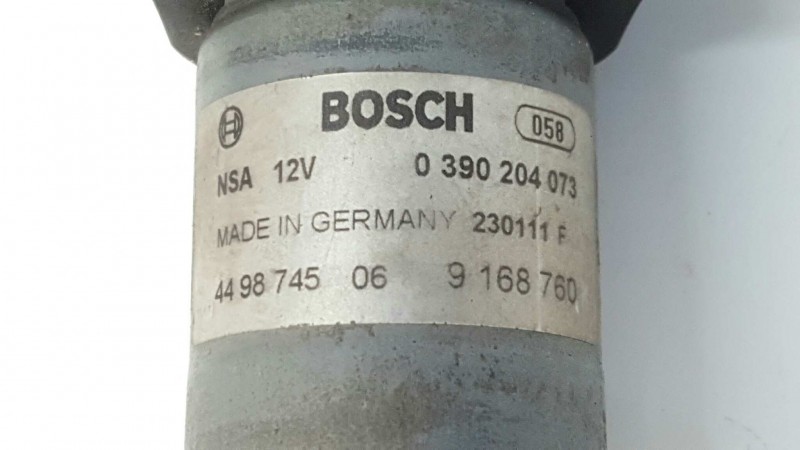 BOSCH 058
NSA 12V 0 390 204 073
MADE IN GERMANY 230111 F
44 98 745 06 9 168 760